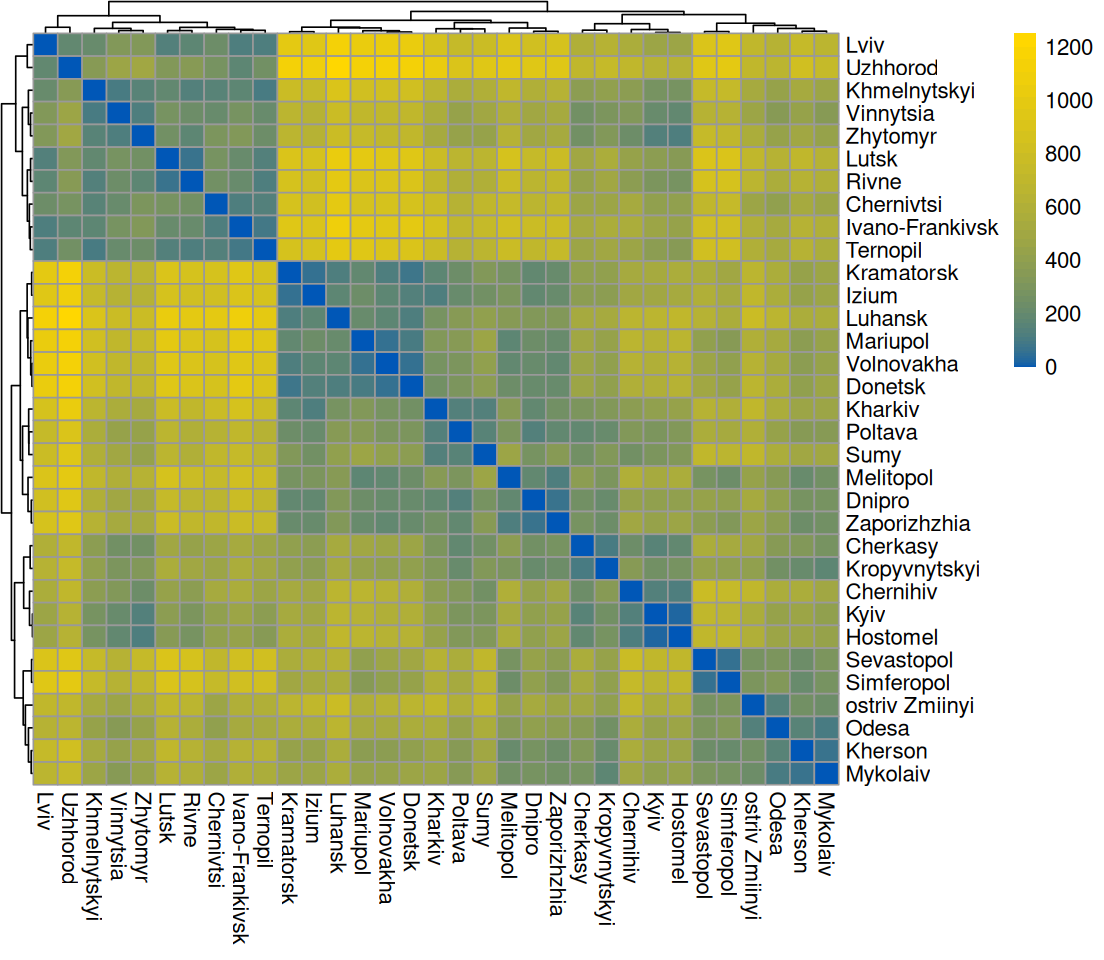 Lviv
Uzhhorod
Khmelnytskyi
Vinnytsia
Zhytomyr
Lutsk
Rivne
Chernivtsi
Ivano-Frankivsk
Ternopil
Kramatorsk
Izium
Luhansk
Mariupol
Volnovakha
Donetsk
Kharkiv
Poltava
Sumy
Melitopol
Dnipro
Zaporizhzhia
Cherkasy
Kropyvnytskyi
Chernihiv
Kyiv
Hostomel
Sevastopol
Simferopol
ostriv Zmiinyi
Odesa
Kherson
Mykolaiv
1200
1000
800
600
400
200
0
Lviv
Uzhhorod
Khmelnytskyi
Vinnytsia
Zhytomyr
Lutsk
Rivne
Chernivtsi
Ivano-Frankivsk
Ternopil
Kramatorsk
Izium
Luhansk
Mariupol
Volnovakha
Donetsk
Kharkiv
Poltava
Sumy
Melitopol
Dnipro
Zaporizhzhia
Cherkasy
Kropyvnytskyi
Chernihiv
Kyiv
Hostomel
Sevastopol
Simferopol
ostriv Zmiinyi
Odesa
Kherson
Mykolaiv